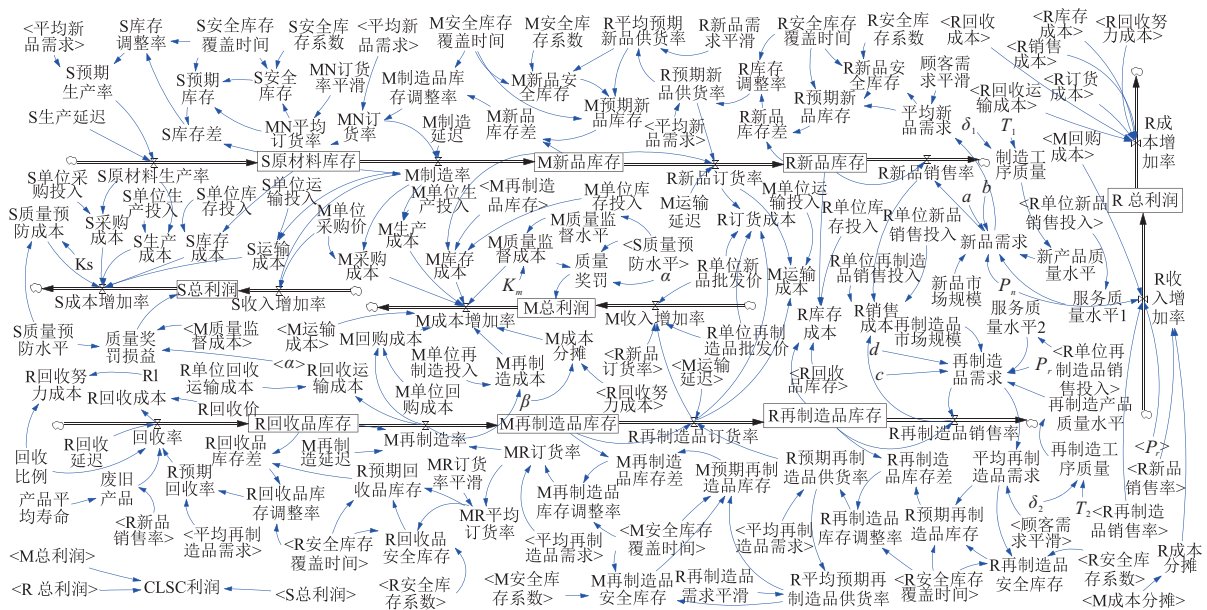 <平均新
品需求>
S库存
调整率
S安全库存
覆盖时间
S安全库
存系数
<平均新
品需求>
M安全库存
覆盖时间
M安全库
存系数
R平均预期
新品供货率
R新品需
求平滑
R安全库存
覆盖时间
R安全库
存系数
<R回收
成本>
<R库存
成本>
<R回收努
力成本>
S预期
生产率
S预期
库存
S安全
库存
MN订货
率平滑
M制造品库
存调整率
M新品安
全库存
R预期新
品供货率
R库存
调整率
R新品安
全库存
顾客需
求平滑
<R销售
成本>
<R订货
成本>
<R回收运
输成本>
S生产延迟
S库存差
MN平均
订货率
MN订
货率
M制造
延迟
M新品
库存差
M预期新
品库存
<平均新
品需求>
R新品
库存差
R预期新
品库存
平均新
品需求
δ1
T1
<M回购
成本>
R成
本增
加率
S原材料库存
M新品库存
R新品库存
制造工
序质量
S单位采
购投入
S原材料生产率
M制造率
R新品订货率
R新品销售率
R 总利润
S单位生
产投入
S单位库
存投入
S单位运
输投入
M单位生
产投入
<M再制造
品库存>
M单位库
存投入
M运输
延迟
M单位运
输投入
b
a
S质量预
防成本
S采购
成本
S生产
成本
S库存
成本
S运输
成本
M单位
采购价
M生产
成本
M质量监
督成本
M质量监
督水平
R订
货成本
R单位库
存投入
R单位新品
销售投入
新品需求
<R单位新品
销售投入>
Ks
M采购
成本
M库存
成本
质量
奖罚
<S质量预
防水平>
α
R单位新
品批发价
M运输
成本
R单位再制造
品销售投入
新品市
场规模
新产品质
量水平
Pn
S成本增加率
S总利润
S收入增加率
Km
M总利润
M成本增加率
M收入增加率
R库存
成本
R销售
成本
服务质
量水平2
服务质
量水平1
R收
入增
加率
S质量预
防水平
质量奖
罚损益
<M质量监
督成本>
<M运输
成本>
M回购成本
M成本
分摊
R单位再制
造品批发价
再制造品
市场规模
<α>
M单位再
制造投入
M再制
造成本
<R新品
订货率>
<M运输
延迟>
<R回收
品库存>
d
c
再制造
品需求
Pr
<R单位再
制造品销
售投入>
R回收努
力成本
R1
R单位回收
运输成本
R回收运
输成本
M单位回
购成本
β
<R回收努
力成本>
再制造产品
质量水平
R回收成本
R回收价
R回收品库存
M再制造品库存
R再制造品库存
回收率
M再制造率
R再制造品订货率
R再制造品销售率
R回收
延迟
回收
比例
废旧
产品
R预期
回收率
R回收品
库存差
M再制
造延迟
R预期回
收品库存
MR订货
率平滑
MR订货率
M再制造
品库存差
M预期再制
造品库存
R预期再制
造品供货率
R再制造
品库存差
平均再制
造品需求
再制造工
序质量
<Pr>
<R新品
销售率>
产品平
均寿命
<R新品
销售率>
<平均再制
造品需求>
R回收品库
存调整率
MR平均
订货率
M再制造品
库存调整率
R再制造品
库存调整率
R预期再制
造品库存
δ2
T2
<R再制造
品销售率>
<M总利润>
<R安全库存
覆盖时间>
R回收品
安全库存
<平均再制
造品需求>
<M安全库存
覆盖时间>
<平均再制
造品需求>
<顾客需
求平滑>
R成本
分摊
<R 总利润>
CLSC利润
<S总利润>
<R安全库
存系数>
<M安全库
存系数>
M再制造品
安全库存
R再制造品
需求平滑
R平均预期再
制造品供货率
<R安全库存
覆盖时间>
R再制造品
安全库存
<R安全库
存系数>
<M成本分摊>